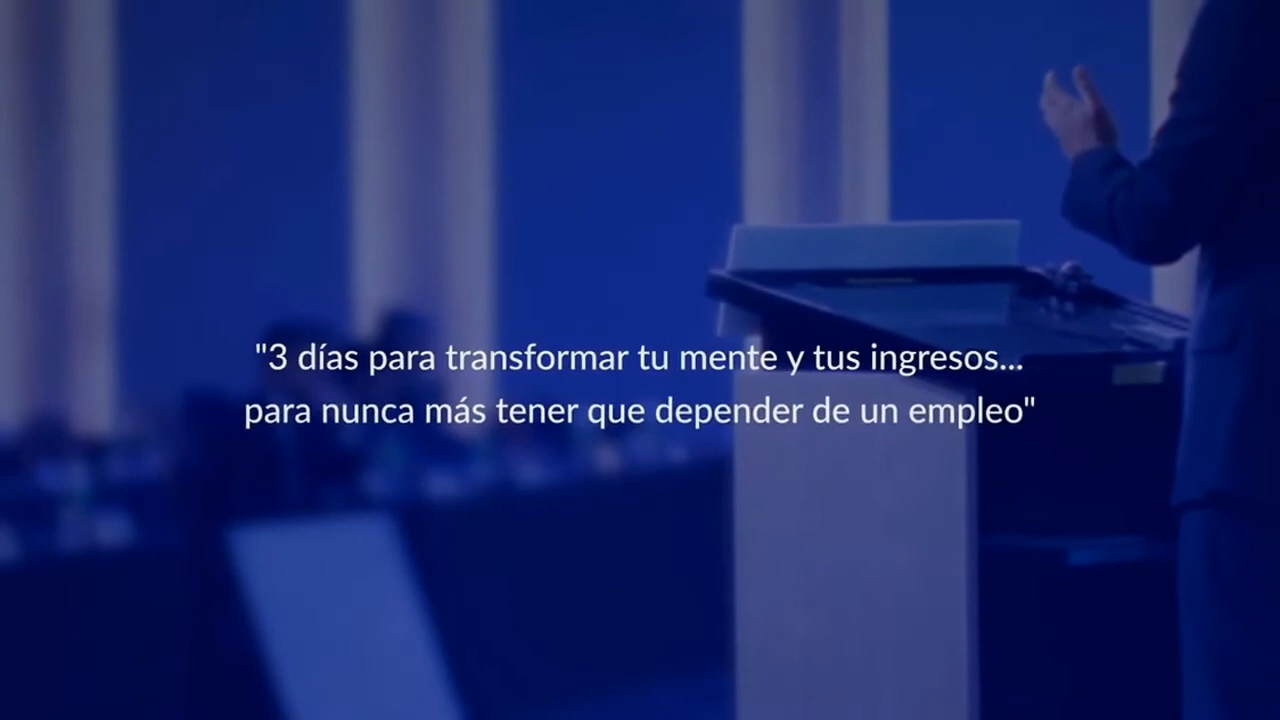 "3 días para transformar tu mente y tus ingresos...
para nunca más tener que depender de un empleo"